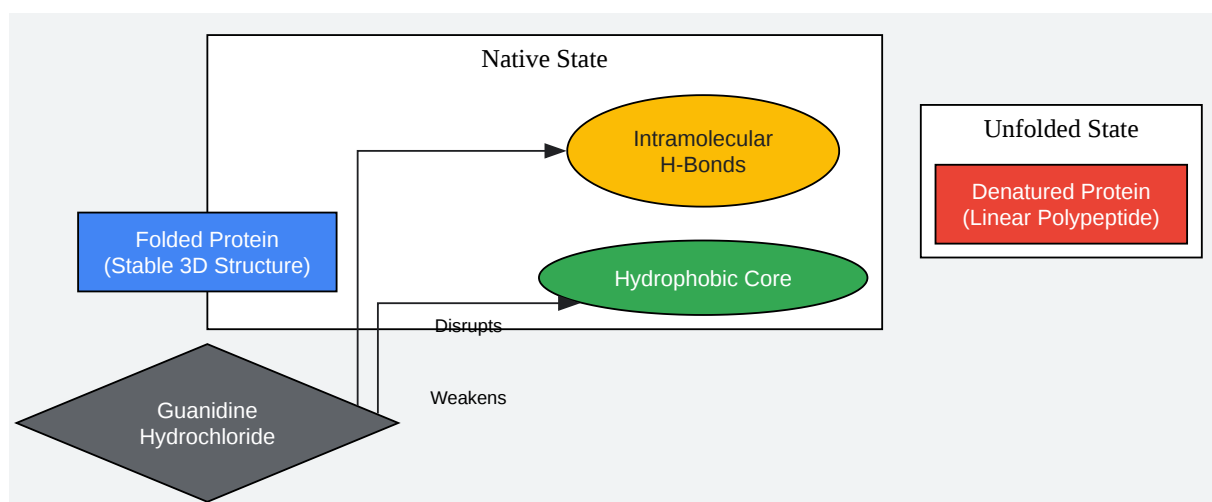 Native State
Intramolecular
H-Bonds
Unfolded State
Denatured Protein
(Linear Polypeptide)
Folded Protein
(Stable 3D Structure)
Hydrophobic Core
Disrupts
Weakens
Guanidine
Hydrochloride